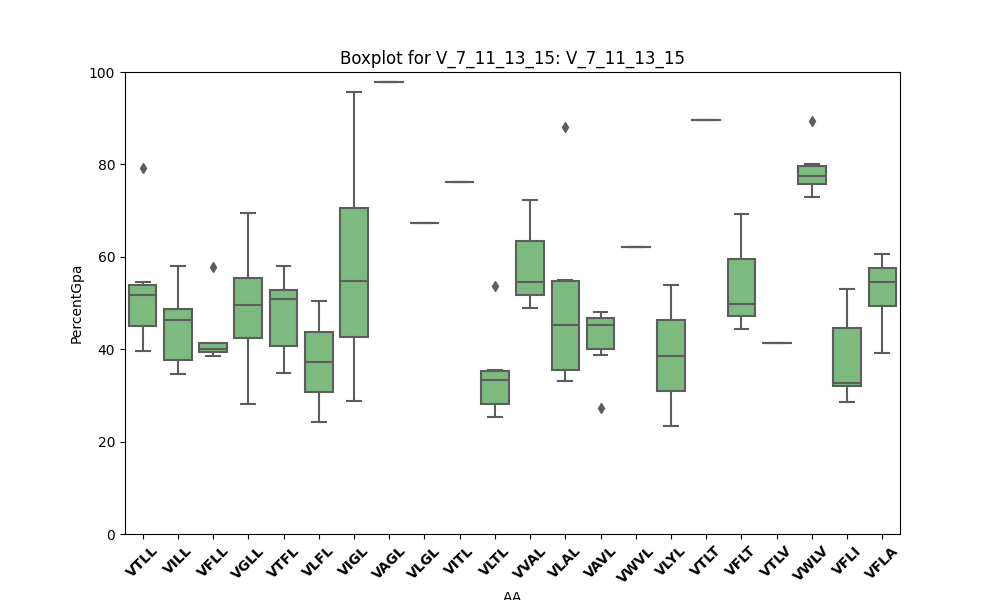 Boxplot for V_7_11_13_15: V_7_11_13_15
PercentGpa
100
80
60
40
20
0
VTLL
VILL
VFLL
VGLL
VTFL
VLFL
VIGL
VAGL
VLGL
VITL
VLTL
VVAL
VLAL
VAVL
VWVL
VLYL
VTLT
VFLT
VTLV
VWLV
VFLI
VFLA
AA